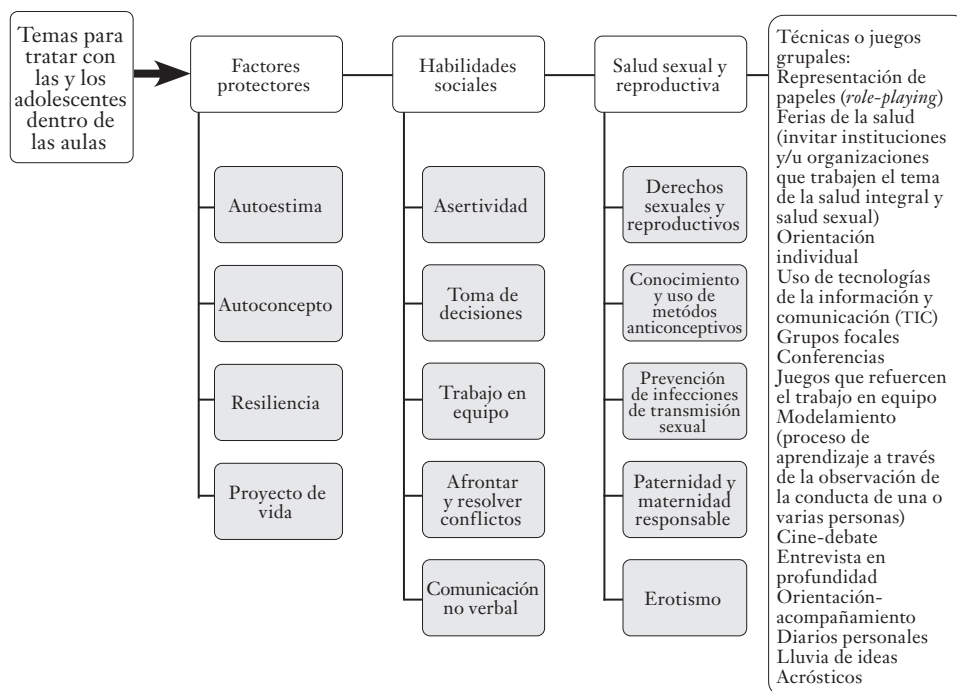 Temas para
tratar con
las y los
adolescentes
dentro de
las aulas
Factores
protectores
Autoestima
Autoconcepto
Resiliencia
Proyecto de
vida
Habilidades
sociales
Asertividad
Toma de
decisiones
Trabajo en
equipo
Afrontar
y resolver
conflictos
Comunicación
no verbal
Salud sexual y
reproductiva
Derechos
sexuales y
reproductivos
Conocimiento
y uso de
metódos
anticonceptivos
Prevención
de infecciones
de transmisión
sexual
Paternidad y
maternidad
responsable
Erotismo
Técnicas o juegos
grupales:
Representación de
papeles (role-playing)
Ferias de la salud
(invitar instituciones
y/u organizaciones
que trabajen el tema
de la salud integral y
salud sexual)
Orientación
individual
Uso de tecnologías
de la información y
comunicación (TIC)
Grupos focales
Conferencias
Juegos que refuercen
el trabajo en equipo
Modelamiento
(proceso de
aprendizaje a través
de la observación de
la conducta de una o
varias personas)
Cine-debate
Entrevista en
profundidad
Orientación-
acompañamiento
Diarios personales
Lluvia de ideas
Acrósticos